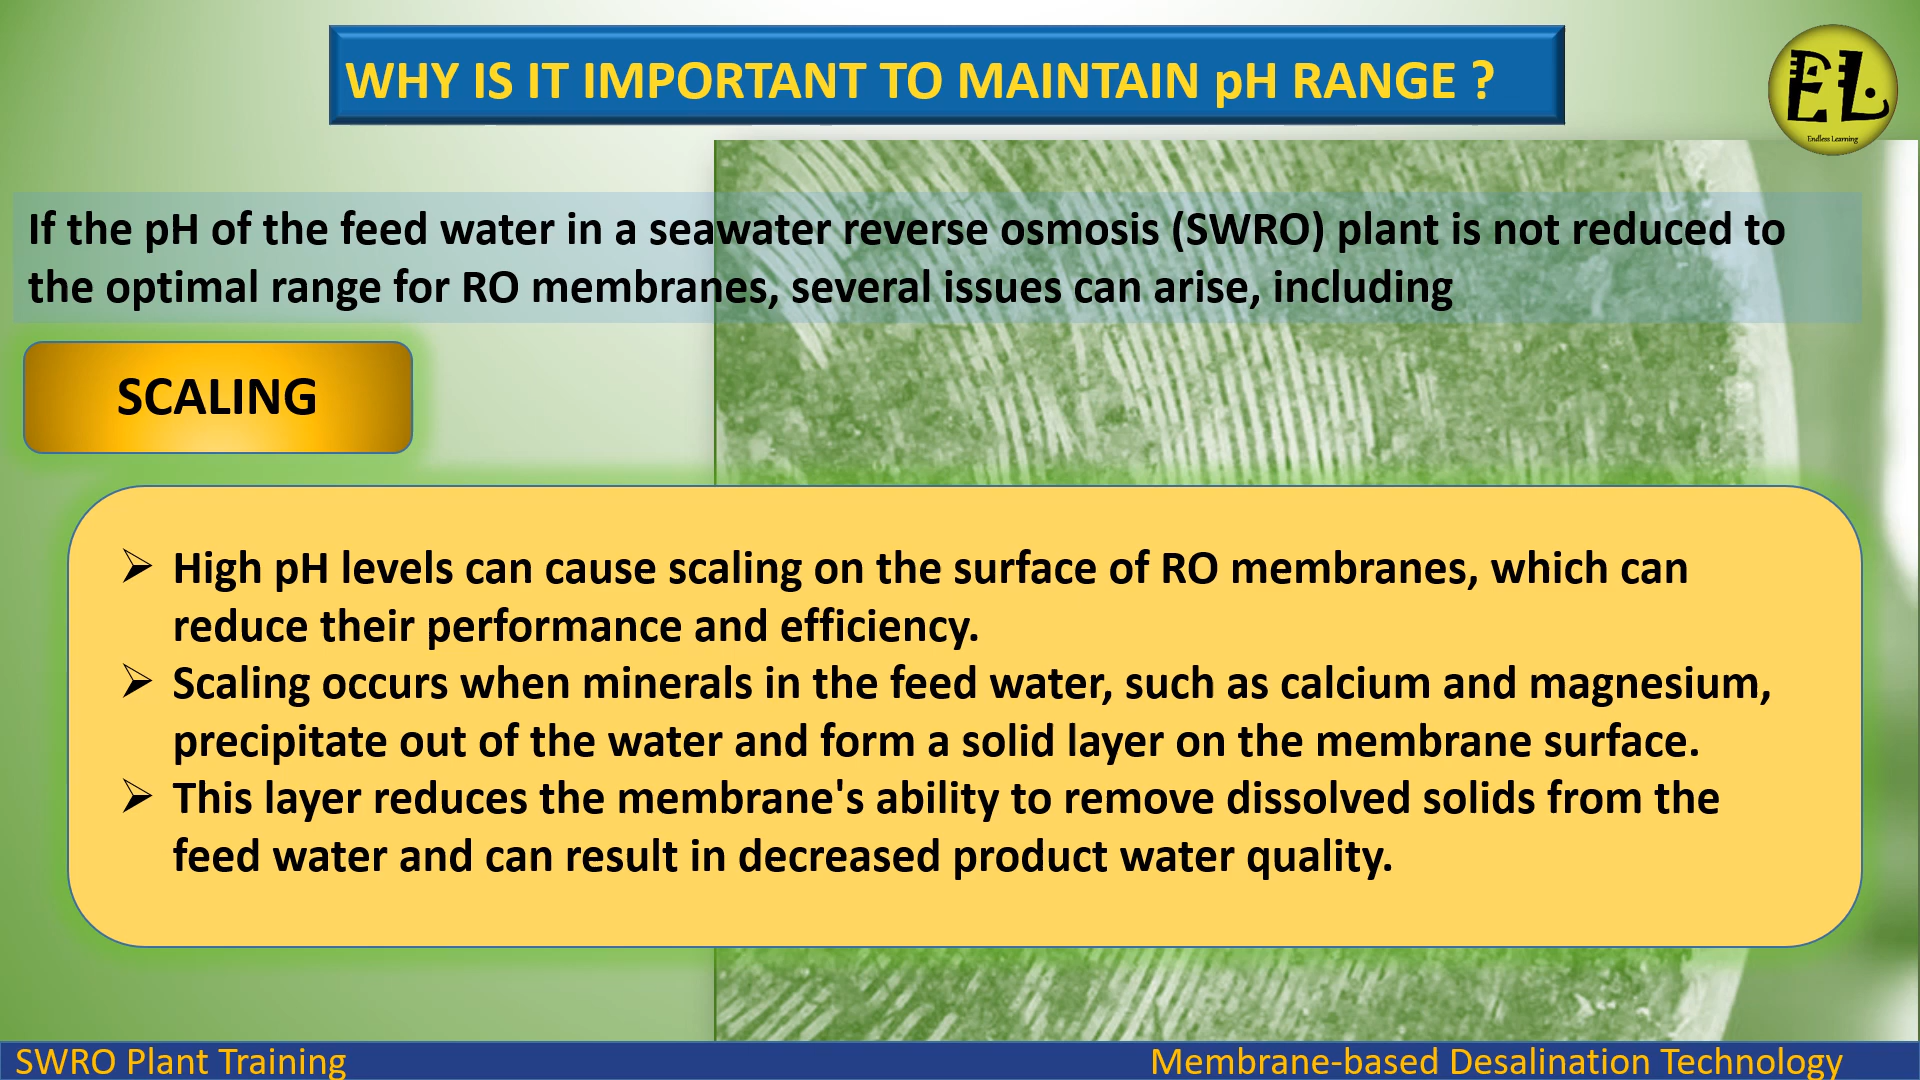 WHY IS IT IMPORTANT TO MAINTAIN pH RANGE ?
EL
Endless Learning
If the pH of the feed water in a seawater reverse osmosis (SWRO) plant is not reduced to
the optimal range for RO membranes, several issues can arise, including
SCALING
➢ High pH levels can cause scaling on the surface of RO membranes, which can
reduce their performance and efficiency.
➢ Scaling occurs when minerals in the feed water, such as calcium and magnesium,
precipitate out of the water and form a solid layer on the membrane surface.
➢ This layer reduces the membrane's ability to remove dissolved solids from the
feed water and can result in decreased product water quality.
SWRO Plant Training
Membrane-based Desalination Technology